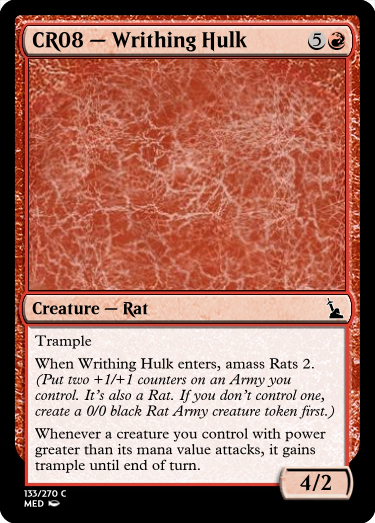 CR08 — Writhing Hulk 5
Creature — Rat
Trample
When Writhing Hulk enters, amass Rats 2.
(Put two +1/+1 counters on an Army you
control. It's also a Rat. If you don't control one,
create a 0/0 black Rat Army creature token first.)
Whenever a creature you control with power
greater than its mana value attacks, it gains
trample until end of turn.
4/2
133/270 C
MED